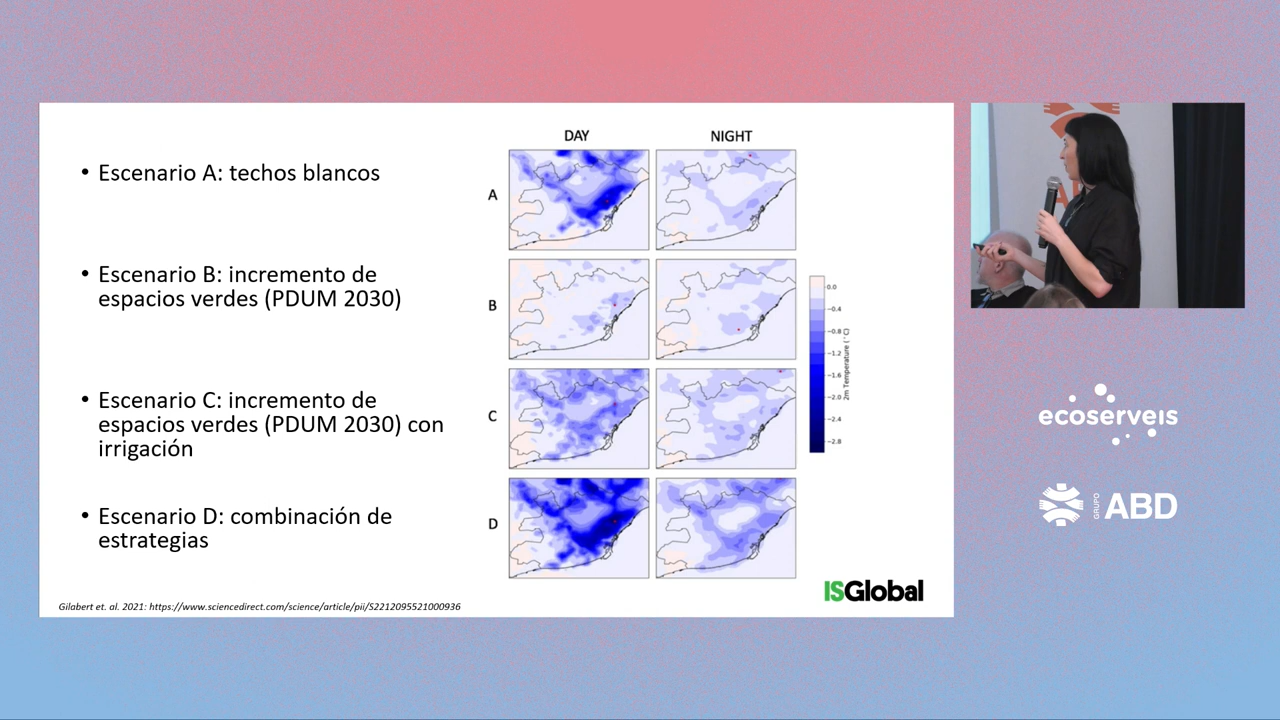 • Escenario A: techos blancos
• Escenario B: incremento de
espacios verdes (PDUM 2030)
• Escenario C: incremento de
espacios verdes (PDUM 2030) con
irrigación
• Escenario D: combinación de
estrategias
DAY NIGHT
A
B
C
D
0.0
−0.4
−0.8
−1.2
−1.6
−2.0
−2.4
−2.8
2m Temperature (°C)
Gilabert et. al. 2021: https://www.sciencedirect.com/science/article/pii/S2212095521000936
ISGlobal
ecoserveis
GRUPO ABD